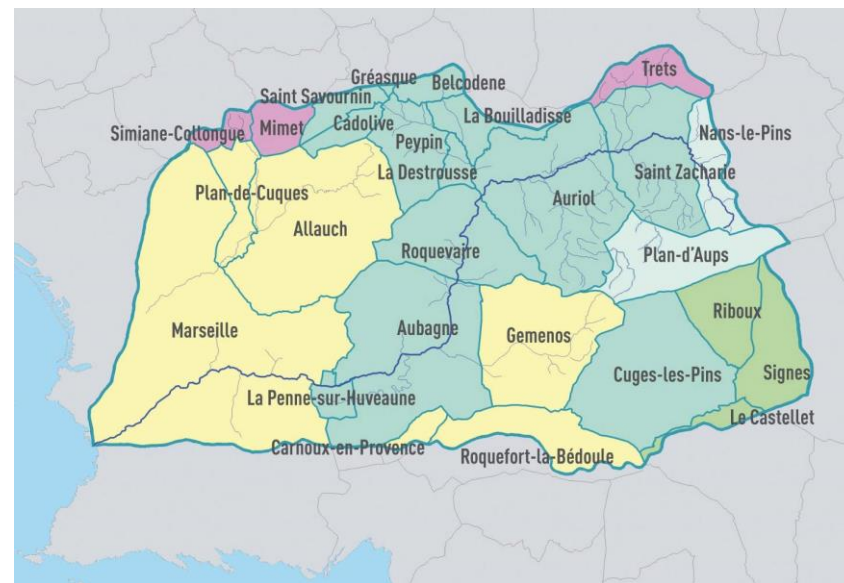 Trets
Gréasque
Belcodene
Saint Savournin
La Bouilladisse
Simiane-Collongue
Mimet
Cadolive
Nans-le-Pins
Peypin
La Destrousse
Saint Zacharie
Plan-de-Cuques
Auriol
Allauch
Roquevaire
Plan-d'Aups
Riboux
Marseille
Aubagne
Gemenos
Cuges-les-Pins
Signes
La Penne-sur-Huveaune
Le Castellet
Carnoux-en-Provence
Roquefort-la-Bédoule